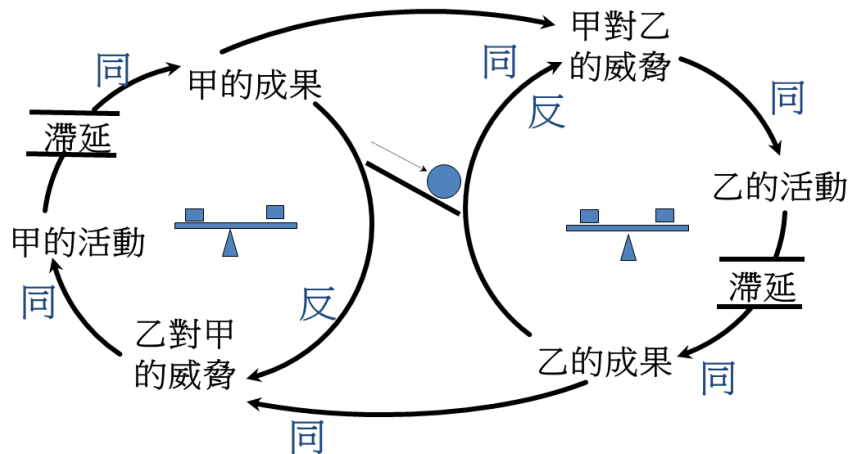 甲對乙
的威脅
同
反
同
甲的成果
同
滯延
乙的活動
甲的活動
滯延
同
反
乙對甲
的威脅
乙的成果
同
同